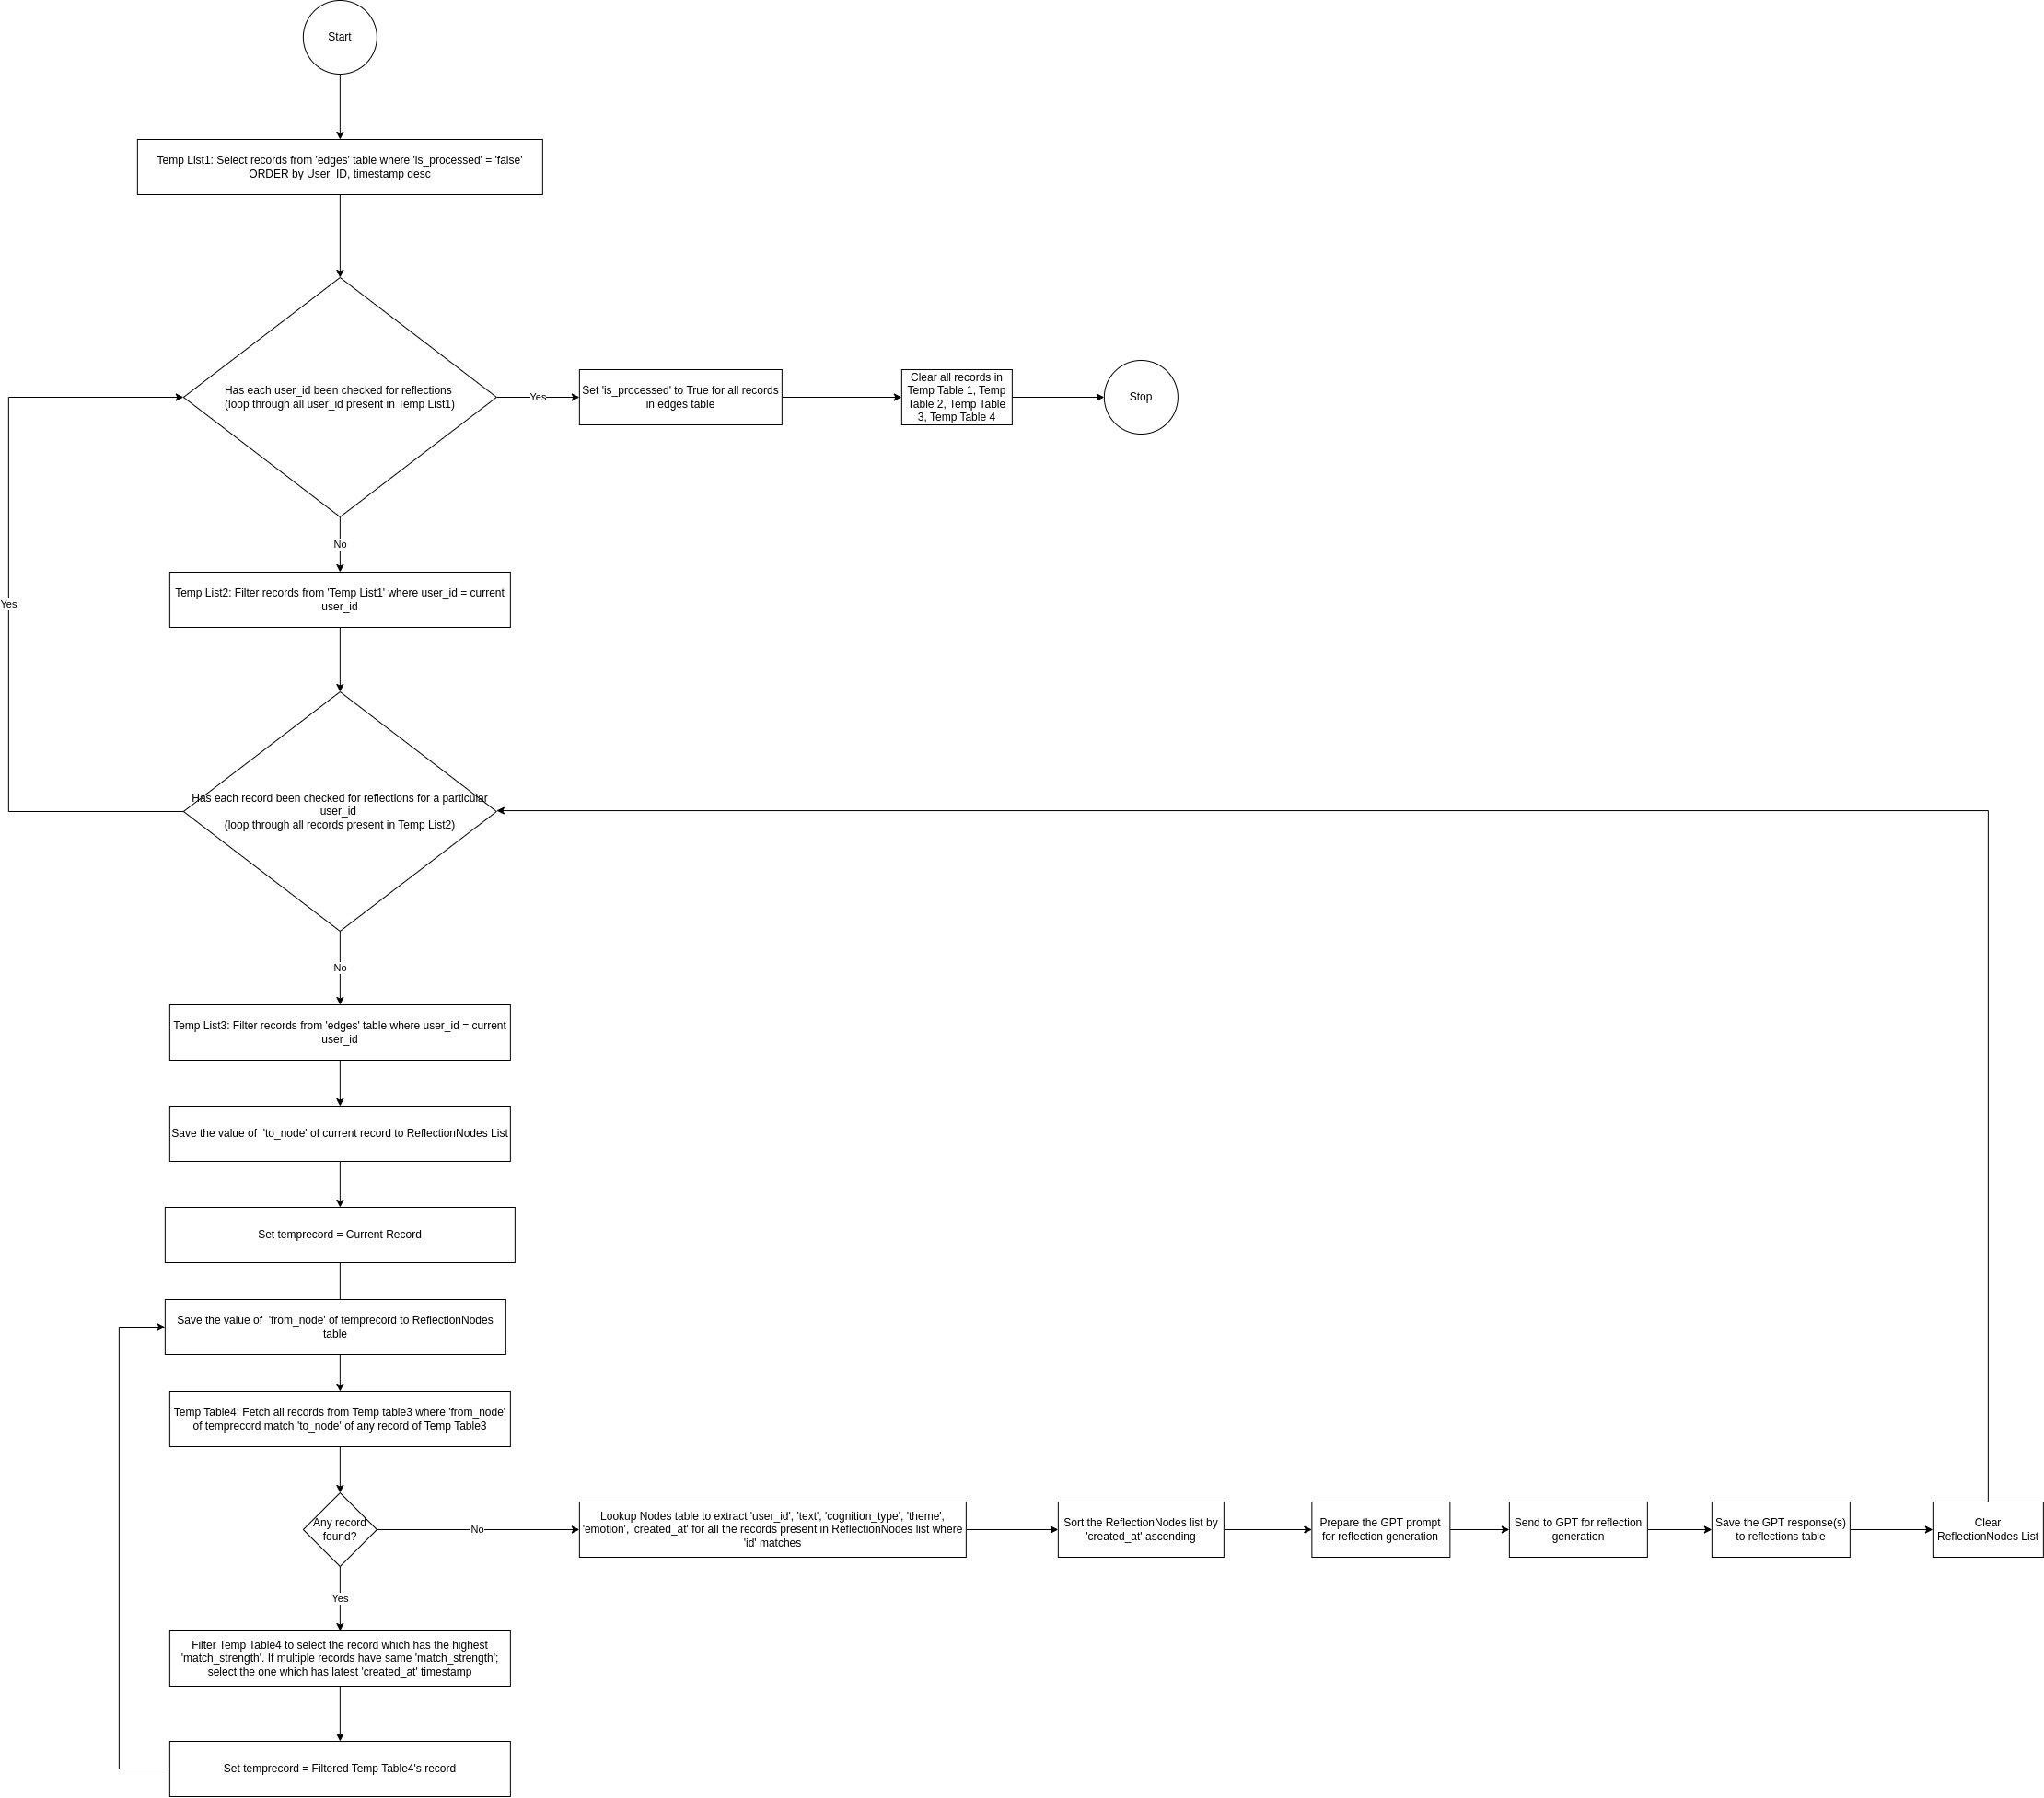 Start
Temp List1: Select records from 'edges' table where 'is_processed' = 'false'
ORDER by User_ID, timestamp desc
Has each user_id been checked for reflections
(loop through all user_id present in Temp List1)
Yes
Set 'is_processed' to True for all records
in edges table
Clear all records in
Temp Table 1, Temp
Table 2, Temp Table
3, Temp Table 4
Stop
No
Yes
Temp List2: Filter records from 'Temp List1' where user_id = current
user_id
Has each record been checked for reflections for a particular
user_id
(loop through all records present in Temp List2)
No
Temp List3: Filter records from 'edges' table where user_id = current
user_id
Save the value of  'to_node' of current record to ReflectionNodes List
Set temprecord = Current Record
Save the value of  'from_node' of temprecord to ReflectionNodes
table
Temp Table4: Fetch all records from Temp table3 where 'from_node'
of temprecord match 'to_node' of any record of Temp Table3
Any record
found?
No
Lookup Nodes table to extract 'user_id', 'text', 'cognition_type', 'theme',
'emotion', 'created_at' for all the records present in ReflectionNodes list where
'id' matches
Sort the ReflectionNodes list by
'created_at' ascending
Prepare the GPT prompt
for reflection generation
Send to GPT for reflection
generation
Save the GPT response(s)
to reflections table
Clear
ReflectionNodes List
Yes
Filter Temp Table4 to select the record which has the highest
'match_strength'. If multiple records have same 'match_strength';
select the one which has latest 'created_at' timestamp
Set temprecord = Filtered Temp Table4's record